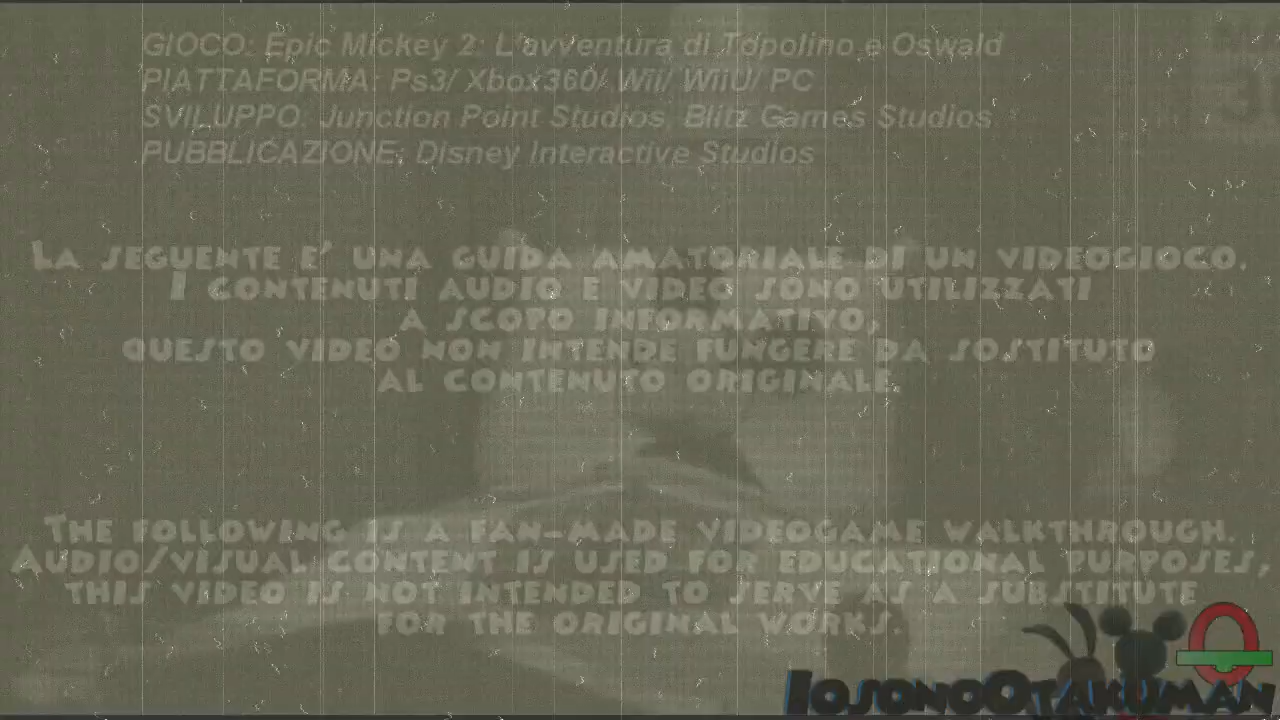 GIOCO: Epic Mickey 2: L'avventura di Topolino e Oswald
PIATTAFORMA: Ps3/ Xbox360/ Wii/ WiiU/ PC
SVILUPPO: Junction Point Studios, Blitz Games Studios
PUBBLICAZIONE: Disney Interactive Studios
La seguente e' una guida amatoriale di un videogioco.
I contenuti audio e video sono utilizzati
a scopo informativo,
questo video non intende fungere da sostituto
al contenuto originale.
The following is a fan-made videogame walkthrough.
Audio/visual content is used for educational purposes,
this video is not intended to serve as a substitute
for the original works.
IosonoOtakuman